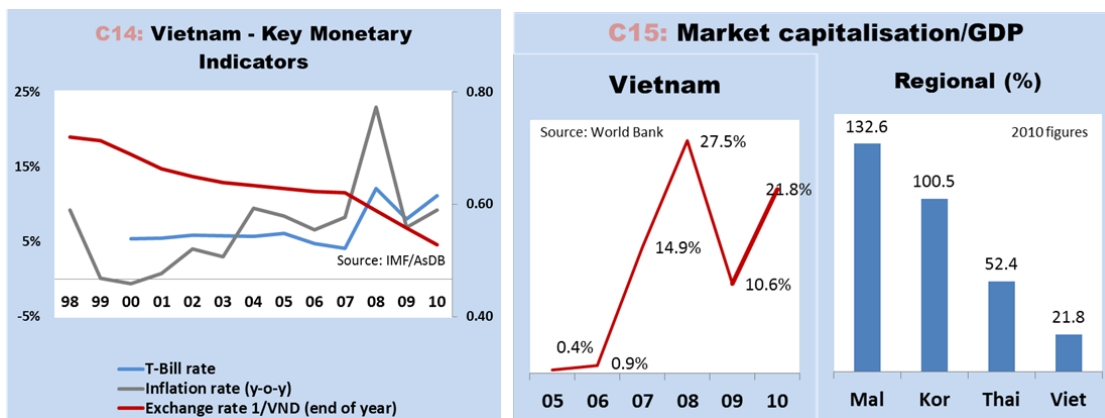 C14: Vietnam - Key Monetary
Indicators
25%
15%
5%
-5%
0.80
0.60
0.40
Source: IMF/AsDB
98 99 00 01 02 03 04 05 06 07 08 09 10
T-Bill rate
Inflation rate (y-o-y)
Exchange rate 1/VND (end of year)
C15: Market capitalisation/GDP
Vietnam
Source: World Bank
0.4%
0.9%
14.9%
27.5%
10.6%
21.8%
05 06 07 08 09 10
Regional (%)
2010 figures
132.6
100.5
52.4
21.8
Mal Kor Thai Viet